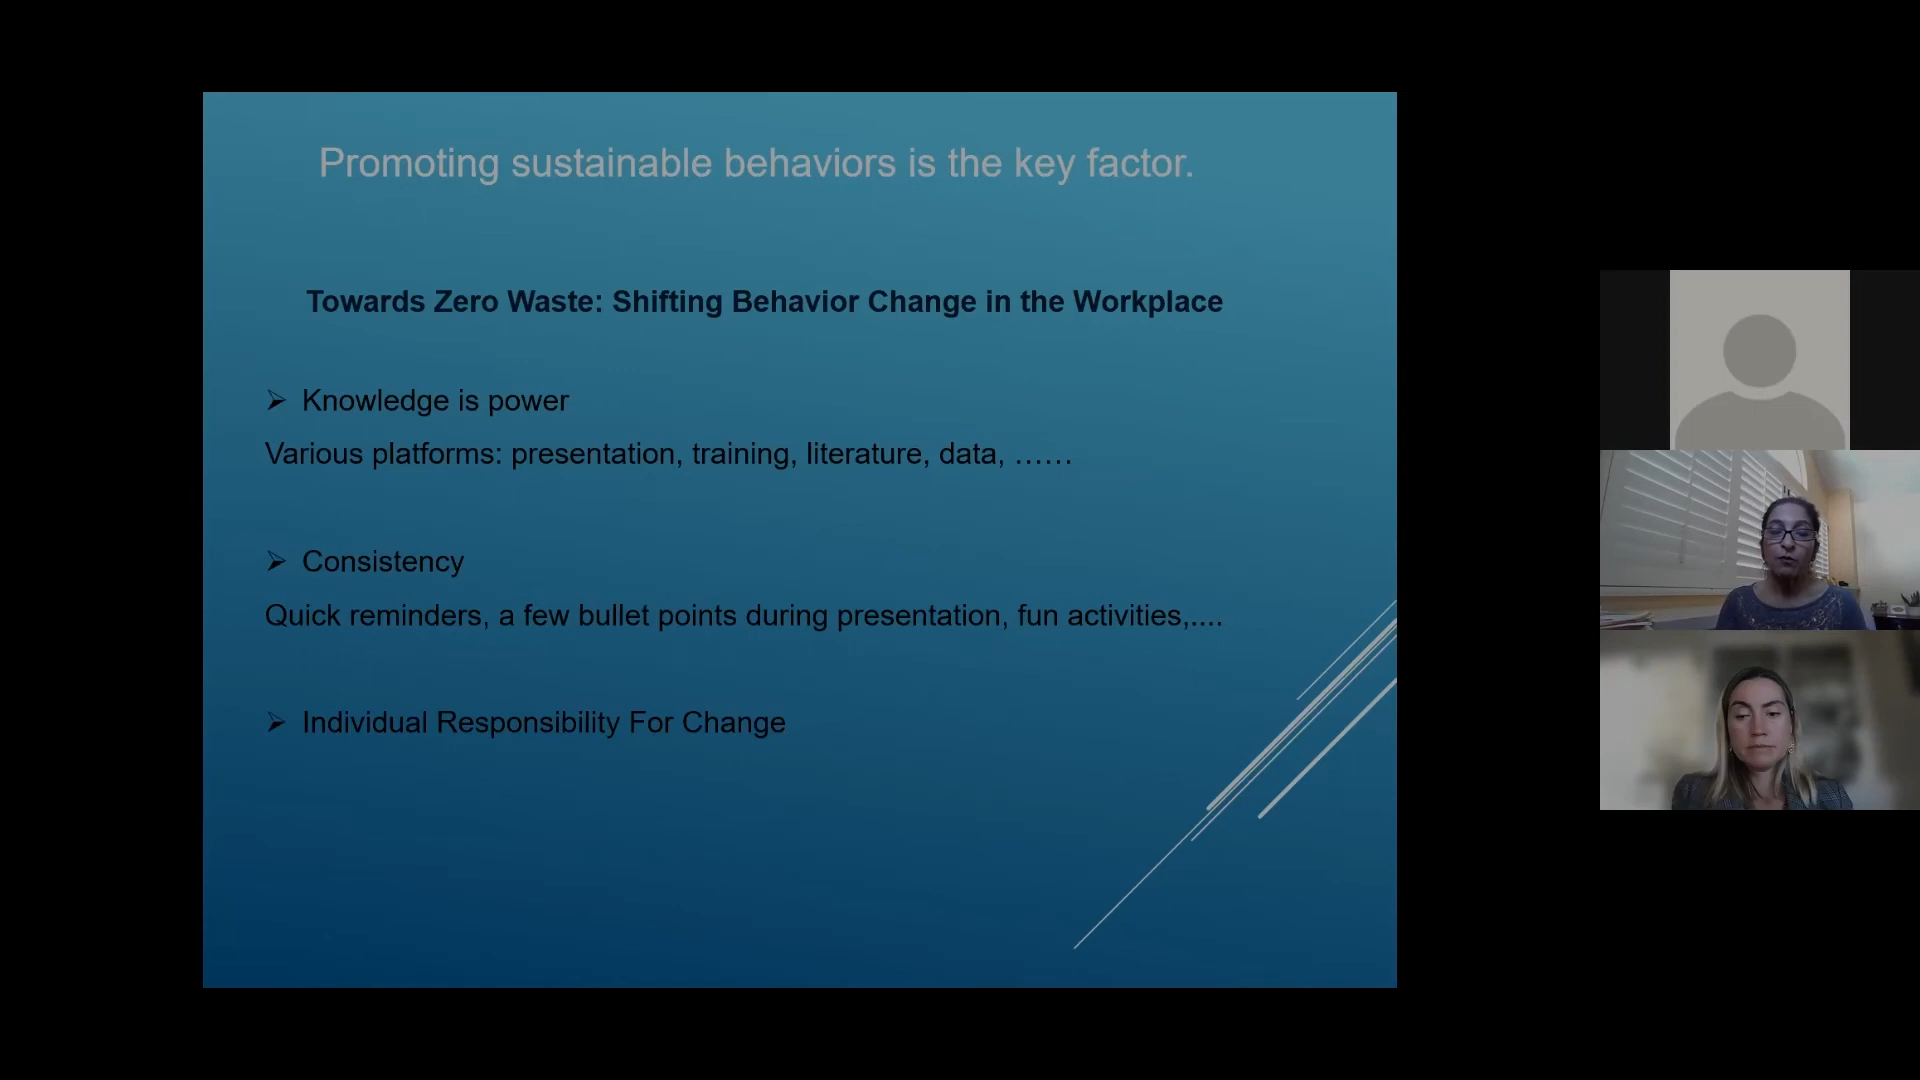 Promoting sustainable behaviors is the key factor.
Towards Zero Waste: Shifting Behavior Change in the Workplace
➢ Knowledge is power
Various platforms: presentation, training, literature, data, ……
➢ Consistency
Quick reminders, a few bullet points during presentation, fun activities,....
➢ Individual Responsibility For Change